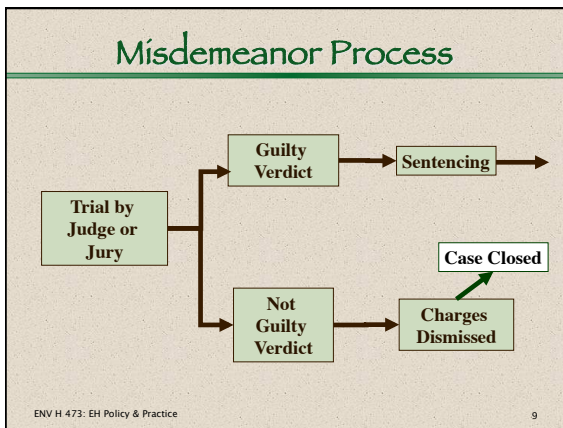 Misdemeanor Process
Guilty
Verdict
Sentencing
Trial by
Judge or
Jury
Case Closed
Not
Guilty
Verdict
Charges
Dismissed
ENV H 473: EH Policy & Practice
9